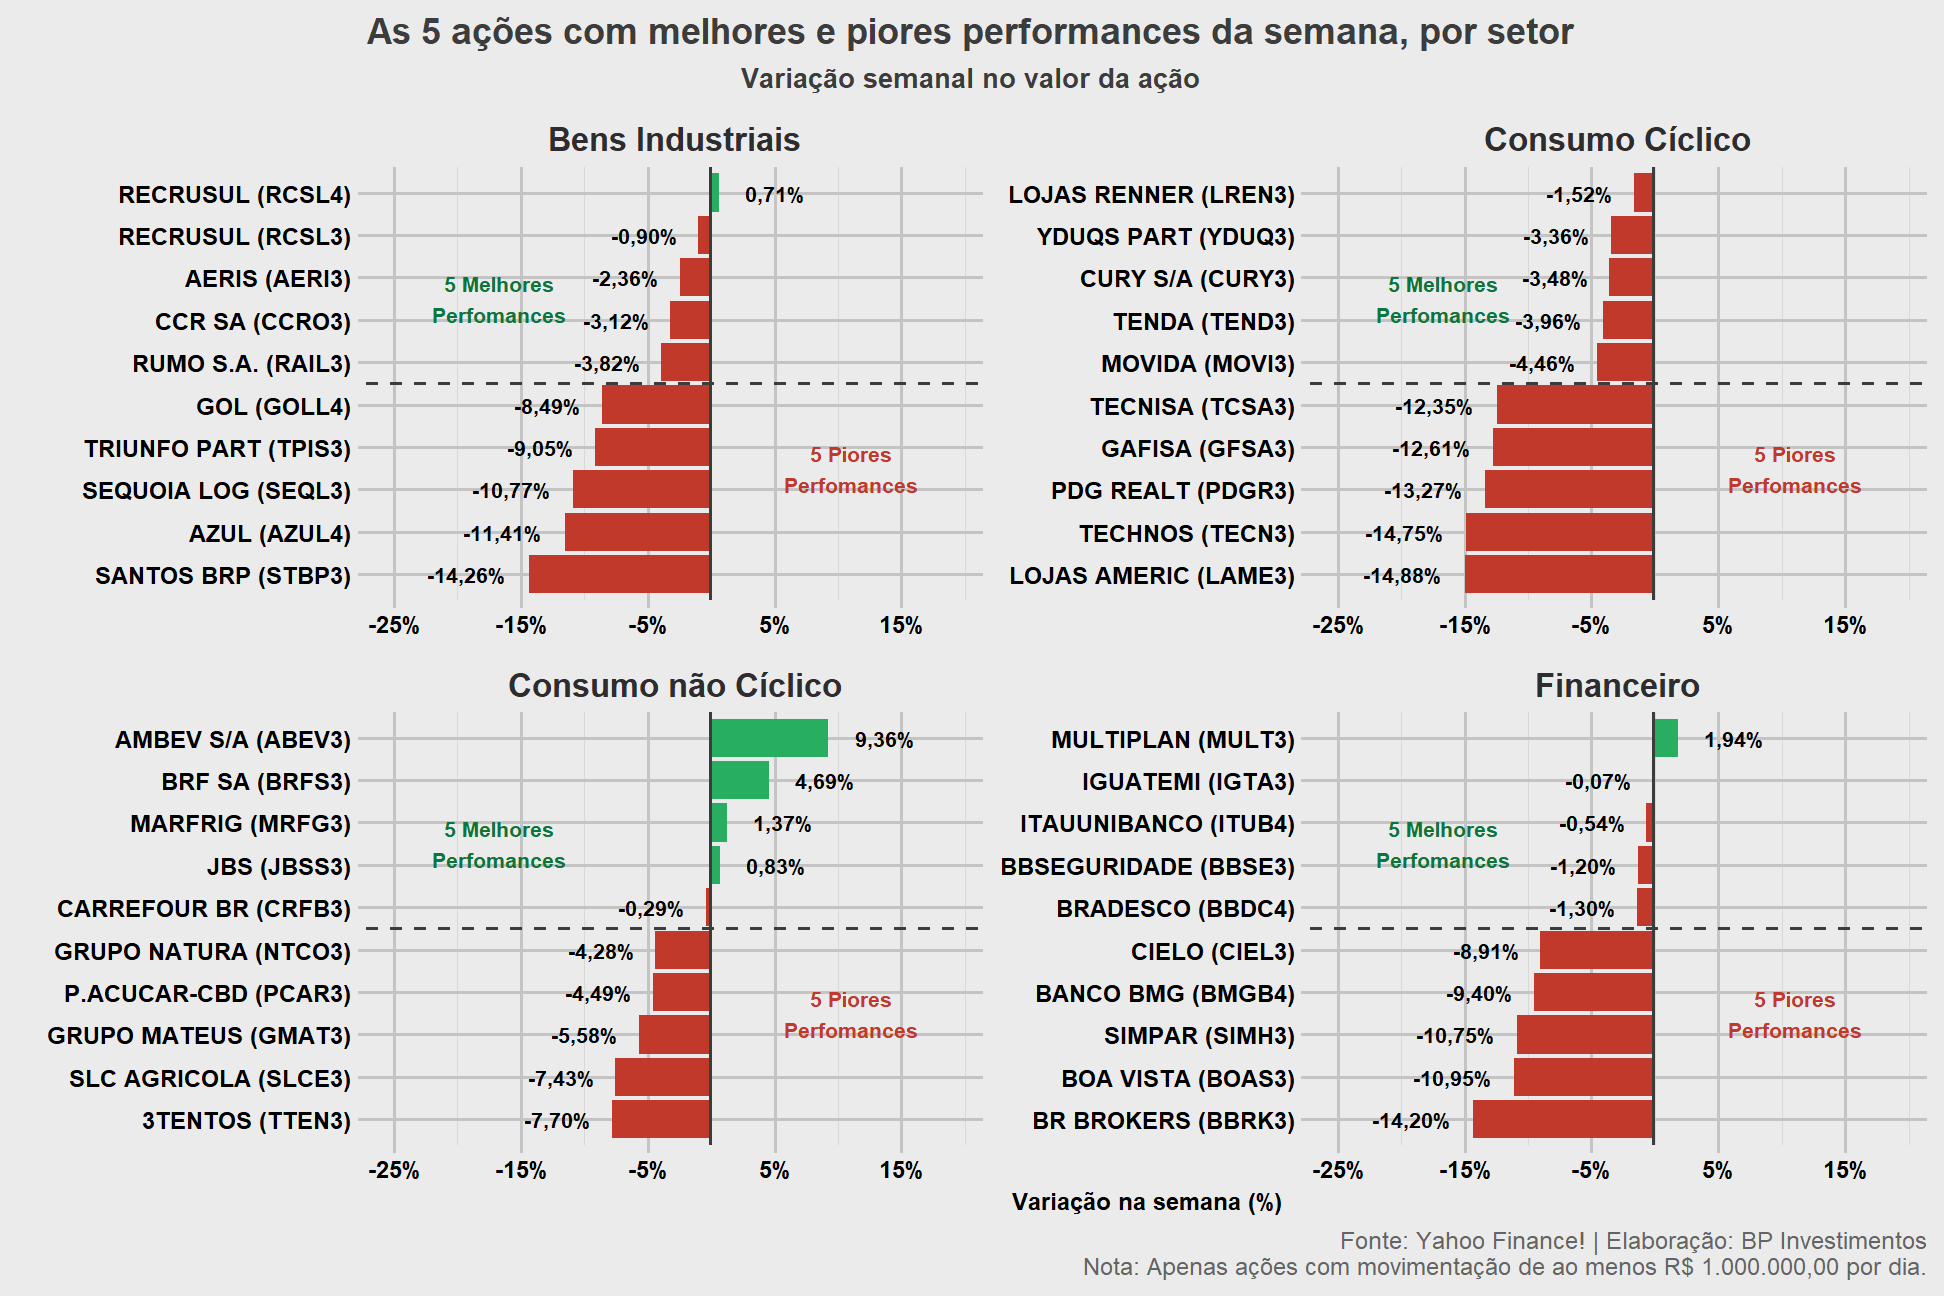 As 5 ações com melhores e piores performances da semana, por setor
Variação semanal no valor da ação
Bens Industriais
RECRUSUL (RCSL4) 0,71%
RECRUSUL (RCSL3) -0,90%
AERIS (AERI3) -2,36%
5 Melhores
Perfomances
CCR SA (CCRO3) -3,12%
RUMO S.A. (RAIL3) -3,82%
GOL (GOLL4) -8,49%
TRIUNFO PART (TPIS3) -9,05%
5 Piores
Perfomances
SEQUOIA LOG (SEQL3) -10,77%
AZUL (AZUL4) -11,41%
SANTOS BRP (STBP3) -14,26%
-25% -15% -5% 5% 15%
Consumo Cíclico
LOJAS RENNER (LREN3) -1,52%
YDUQS PART (YDUQ3) -3,36%
CURY S/A (CURY3) -3,48%
5 Melhores
Perfomances
TENDA (TEND3) -3,96%
MOVIDA (MOVI3) -4,46%
TECNISA (TCSA3) -12,35%
GAFISA (GFSA3) -12,61%
5 Piores
Perfomances
PDG REALT (PDGR3) -13,27%
TECHNOS (TECN3) -14,75%
LOJAS AMERIC (LAME3) -14,88%
-25% -15% -5% 5% 15%
Consumo não Cíclico
AMBEV S/A (ABEV3) 9,36%
BRF SA (BRFS3) 4,69%
MARFRIG (MRFG3) 1,37%
5 Melhores
Perfomances
JBS (JBSS3) 0,83%
CARREFOUR BR (CRFB3) -0,29%
GRUPO NATURA (NTCO3) -4,28%
P.ACUCAR-CBD (PCAR3) -4,49%
5 Piores
Perfomances
GRUPO MATEUS (GMAT3) -5,58%
SLC AGRICOLA (SLCE3) -7,43%
3TENTOS (TTEN3) -7,70%
-25% -15% -5% 5% 15%
Financeiro
MULTIPLAN (MULT3) 1,94%
IGUATEMI (IGTA3) -0,07%
ITAUUNIBANCO (ITUB4) -0,54%
5 Melhores
Perfomances
BBSEGURIDADE (BBSE3) -1,20%
BRADESCO (BBDC4) -1,30%
CIELO (CIEL3) -8,91%
BANCO BMG (BMGB4) -9,40%
5 Piores
Perfomances
SIMPAR (SIMH3) -10,75%
BOA VISTA (BOAS3) -10,95%
BR BROKERS (BBRK3) -14,20%
-25% -15% -5% 5% 15%
Variação na semana (%)
Fonte: Yahoo Finance! | Elaboração: BP Investimentos
Nota: Apenas ações com movimentação de ao menos R$ 1.000.000,00 por dia.